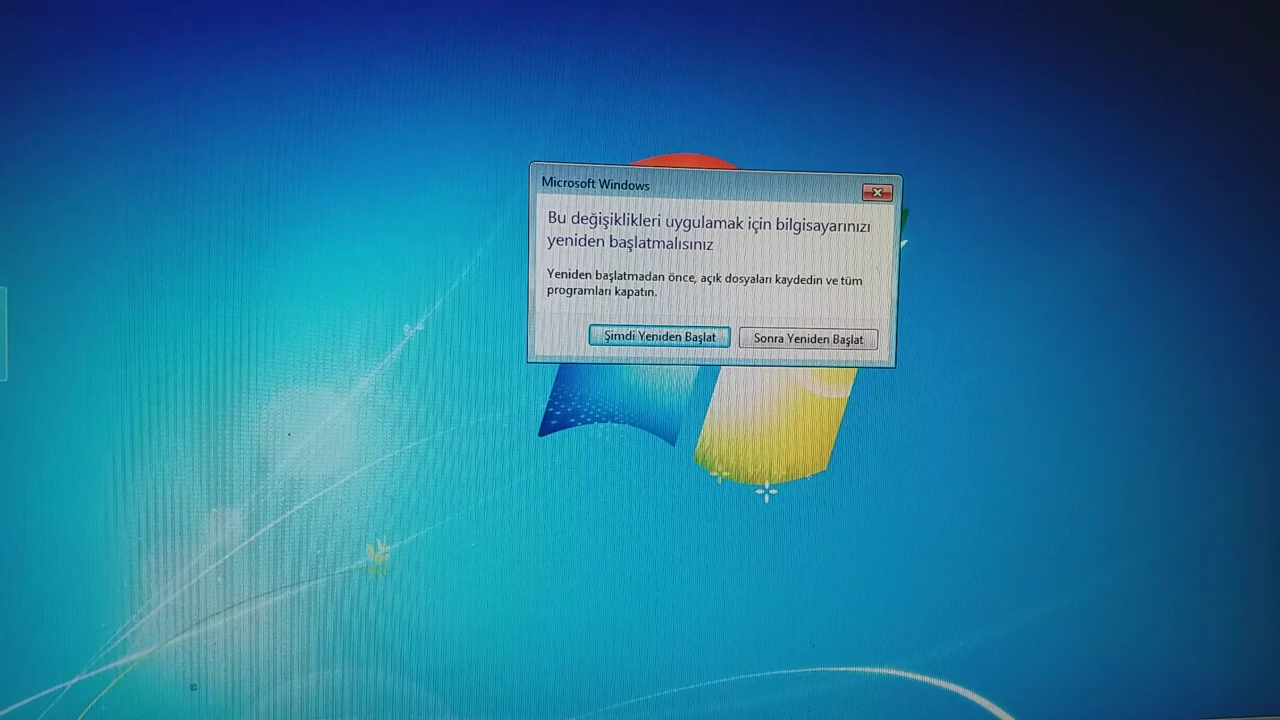 Microsoft Windows
Bu değişiklikleri uygulamak için bilgisayarınızı
yeniden başlatmalısınız
Yeniden başlatmadan önce, açık dosyaları kaydedin ve tüm
programları kapatın.
Şimdi Yeniden Başlat
Sonra Yeniden Başlat